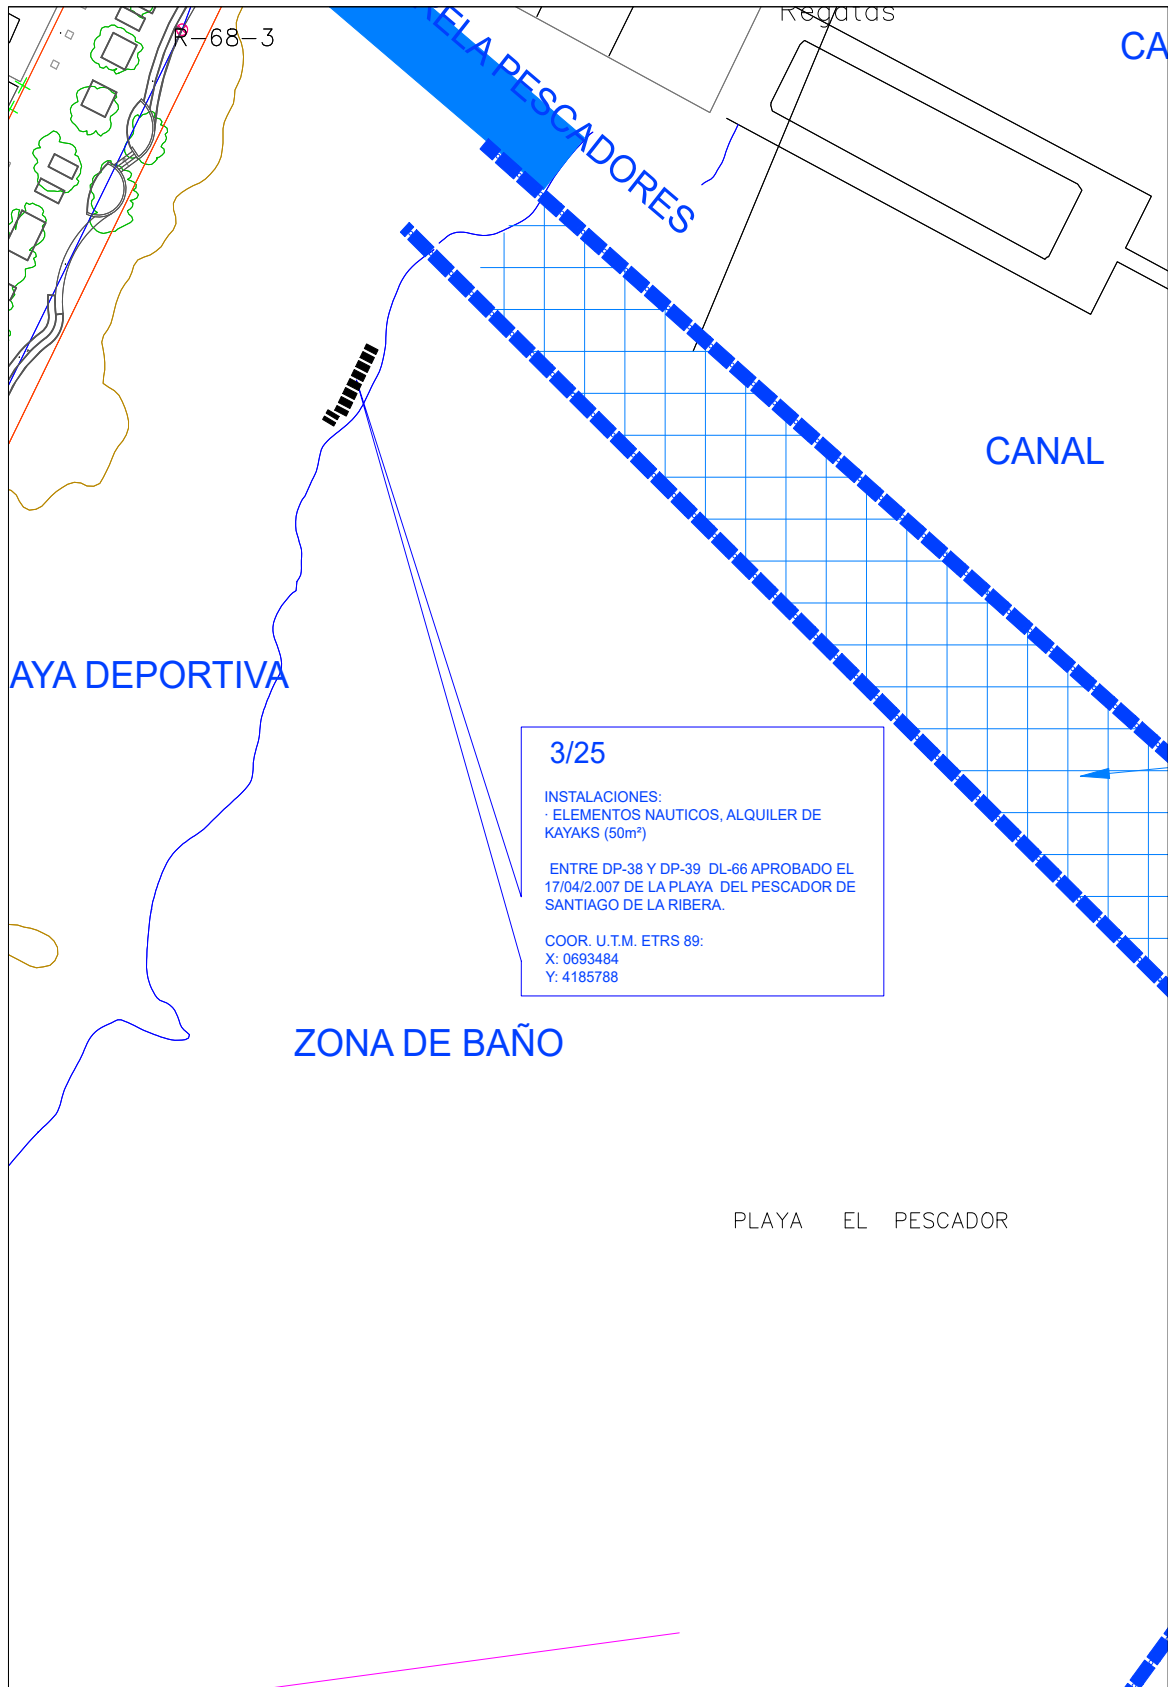 Regatas
R-68-3
CA
RELA PESCADORES
CANAL
AYA DEPORTIVA
3/25
INSTALACIONES:
· ELEMENTOS NAUTICOS, ALQUILER DE
KAYAKS (50m²)
ENTRE DP-38 Y DP-39 DL-66 APROBADO EL
17/04/2.007 DE LA PLAYA DEL PESCADOR DE
SANTIAGO DE LA RIBERA.
COOR. U.T.M. ETRS 89:
X: 0693484
Y: 4185788
ZONA DE BAÑO
PLAYA EL PESCADOR